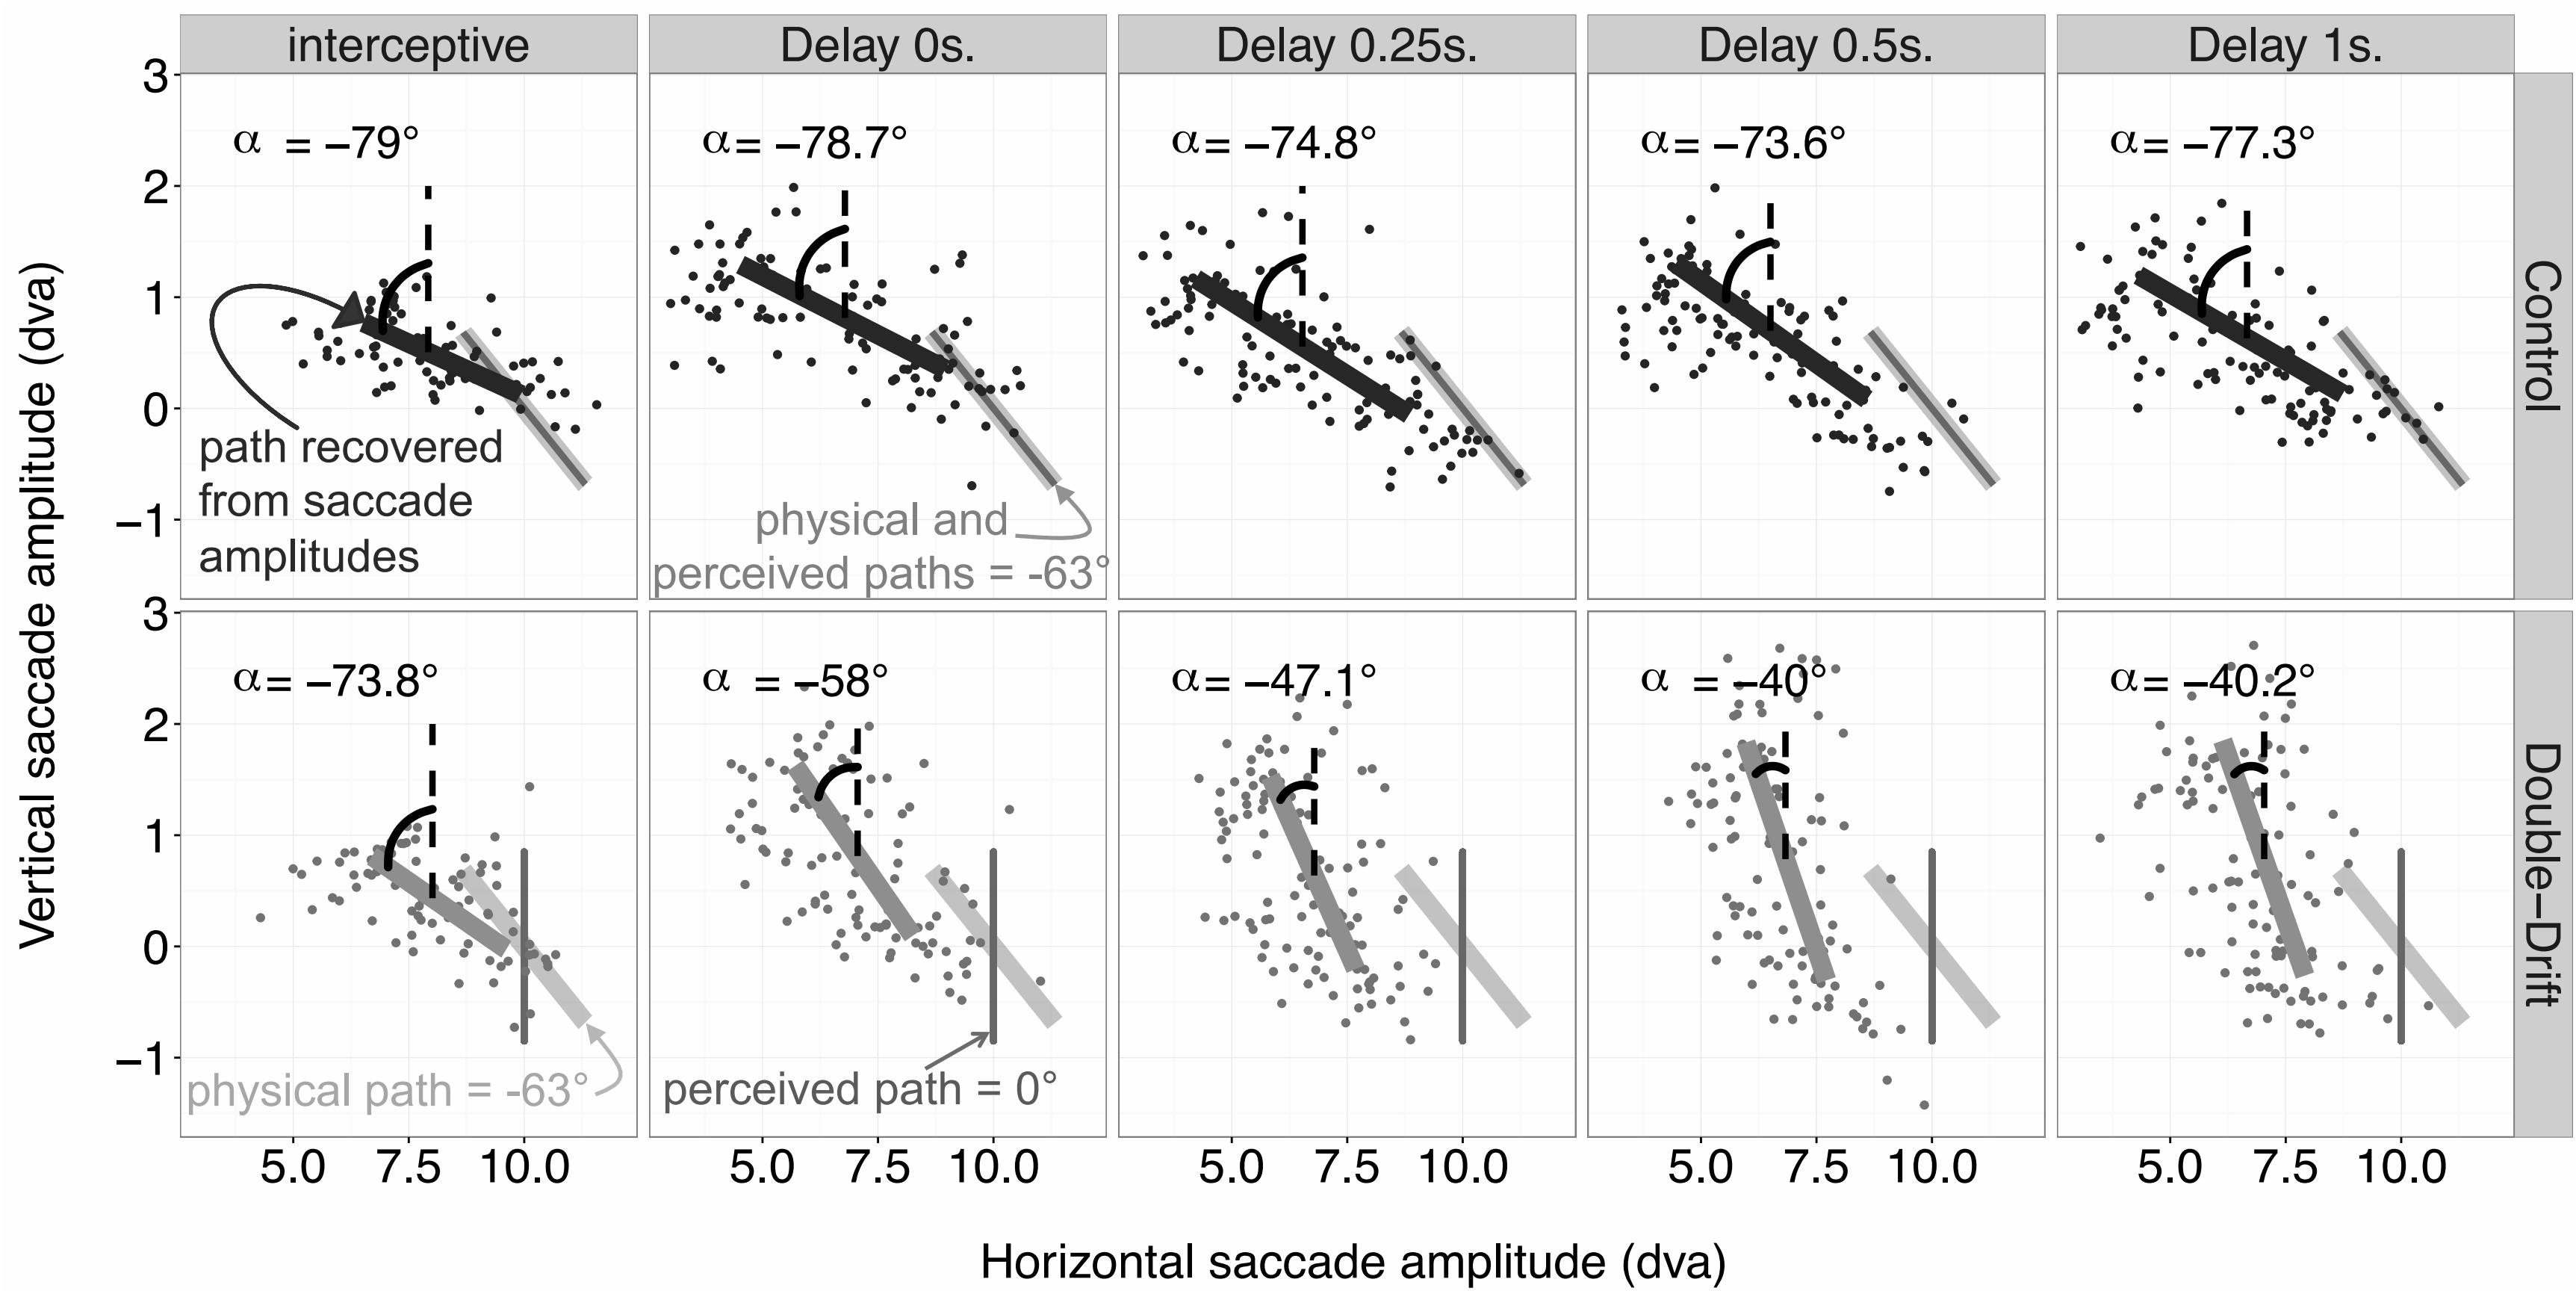 interceptive
Delay 0s.
Delay 0.25s.
Delay 0.5s.
Delay 1s.
Vertical saccade amplitude (dva)
3
2
1
0
−1
α = −79°
α= −78.7°
α= −74.8°
α= −73.6°
α= −77.3°
Control
path recovered
from saccade
amplitudes
physical and
perceived paths = -63°
3
2
1
0
−1
α= −73.8°
α = −58°
α= −47.1°
α = −40°
α= −40.2°
Double−Drift
physical path = -63°
perceived path = 0°
5.0 7.5 10.0
5.0 7.5 10.0
5.0 7.5 10.0
5.0 7.5 10.0
5.0 7.5 10.0
Horizontal saccade amplitude (dva)